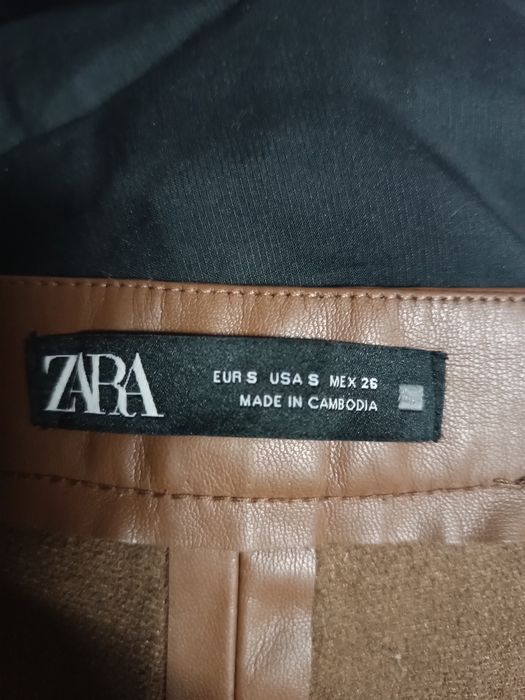 ZARA
EUR S USA S MEX 26
MADE IN CAMBODIA